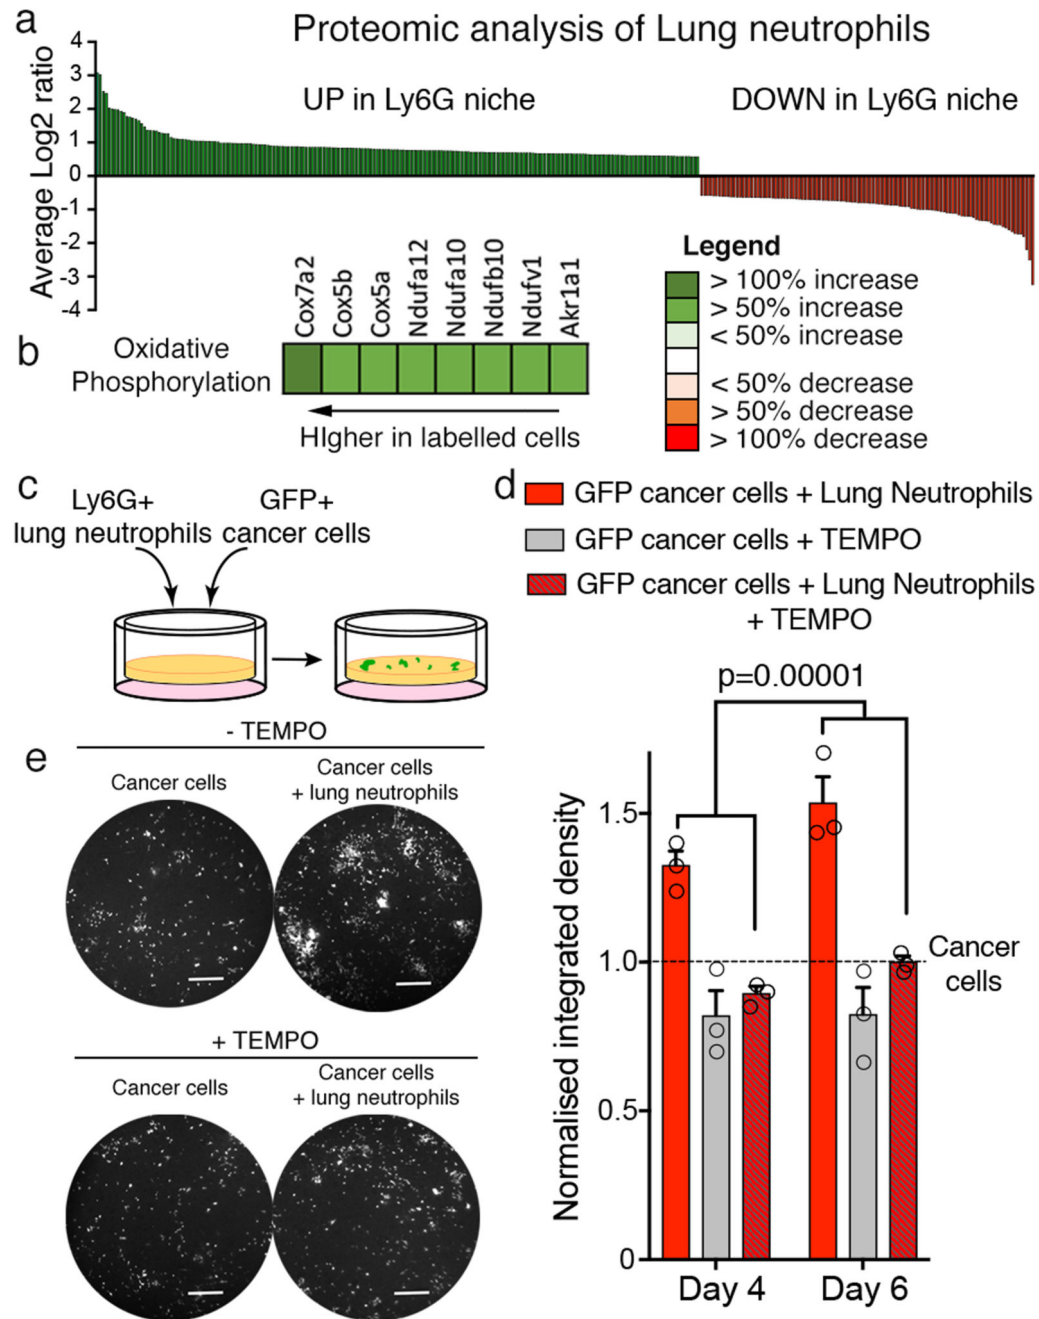 a
Proteomic analysis of Lung neutrophils
Average Log2 ratio
4
3
2
1
0
-1
-2
-3
-4
UP in Ly6G niche
DOWN in Ly6G niche
Legend
> 100% increase
> 50% increase
< 50% increase
< 50% decrease
> 50% decrease
> 100% decrease
b
Oxidative
Phosphorylation
Cox7a2
Cox5b
Cox5a
Ndufa12
Ndufa10
Ndufb10
Ndufv1
Akr1a1
HIgher in labelled cells
c
Ly6G+
lung neutrophils
GFP+
cancer cells
d
GFP cancer cells + Lung Neutrophils
GFP cancer cells + TEMPO
GFP cancer cells + Lung Neutrophils
+ TEMPO
p=0.00001
Normalised integrated density
1.5
1.0
0.5
0
Cancer
cells
Day 4
Day 6
e
- TEMPO
Cancer cells
Cancer cells
+ lung neutrophils
+ TEMPO
Cancer cells
Cancer cells
+ lung neutrophils